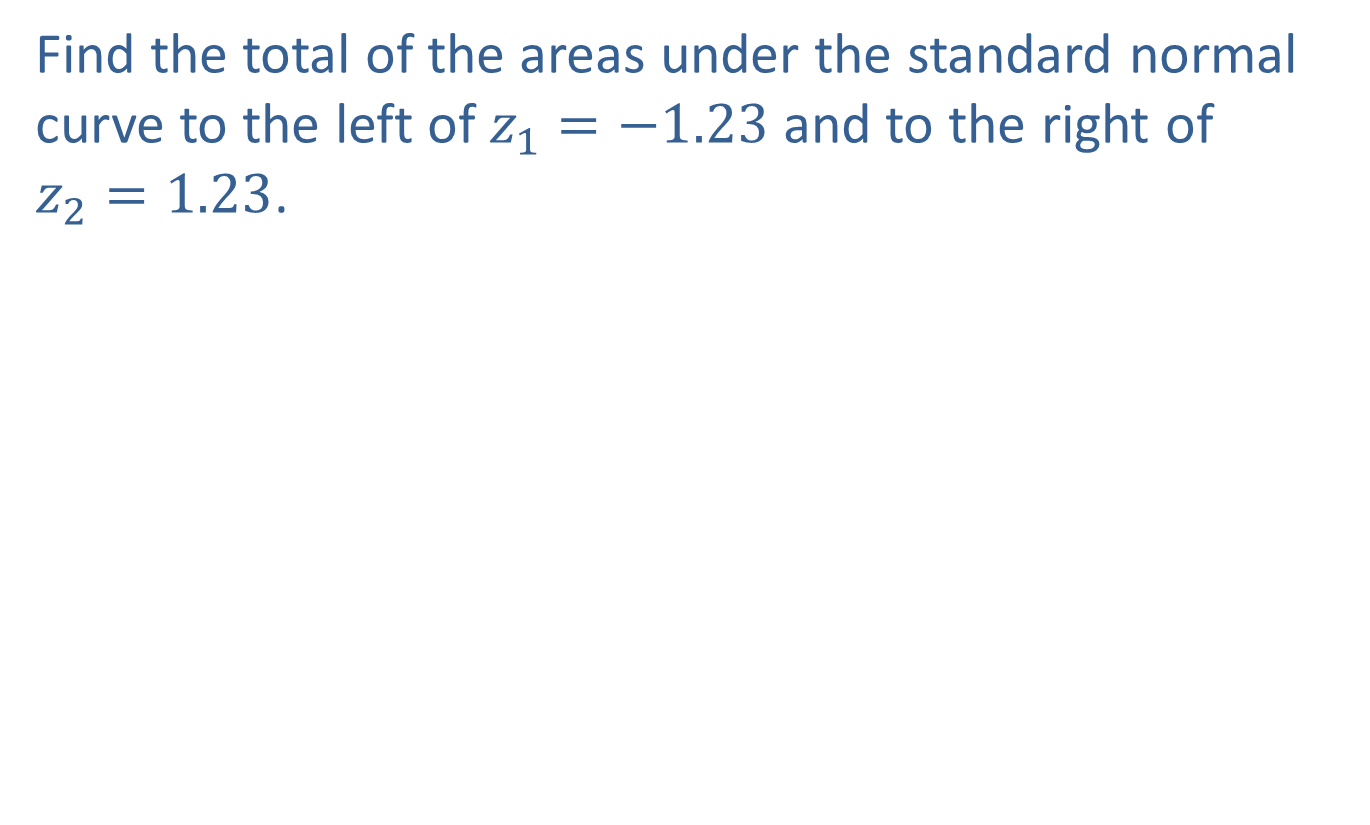 Find the total of the areas under the standard normal
curve to the left of z₁ = −1.23 and to the right of
z₂ = 1.23.